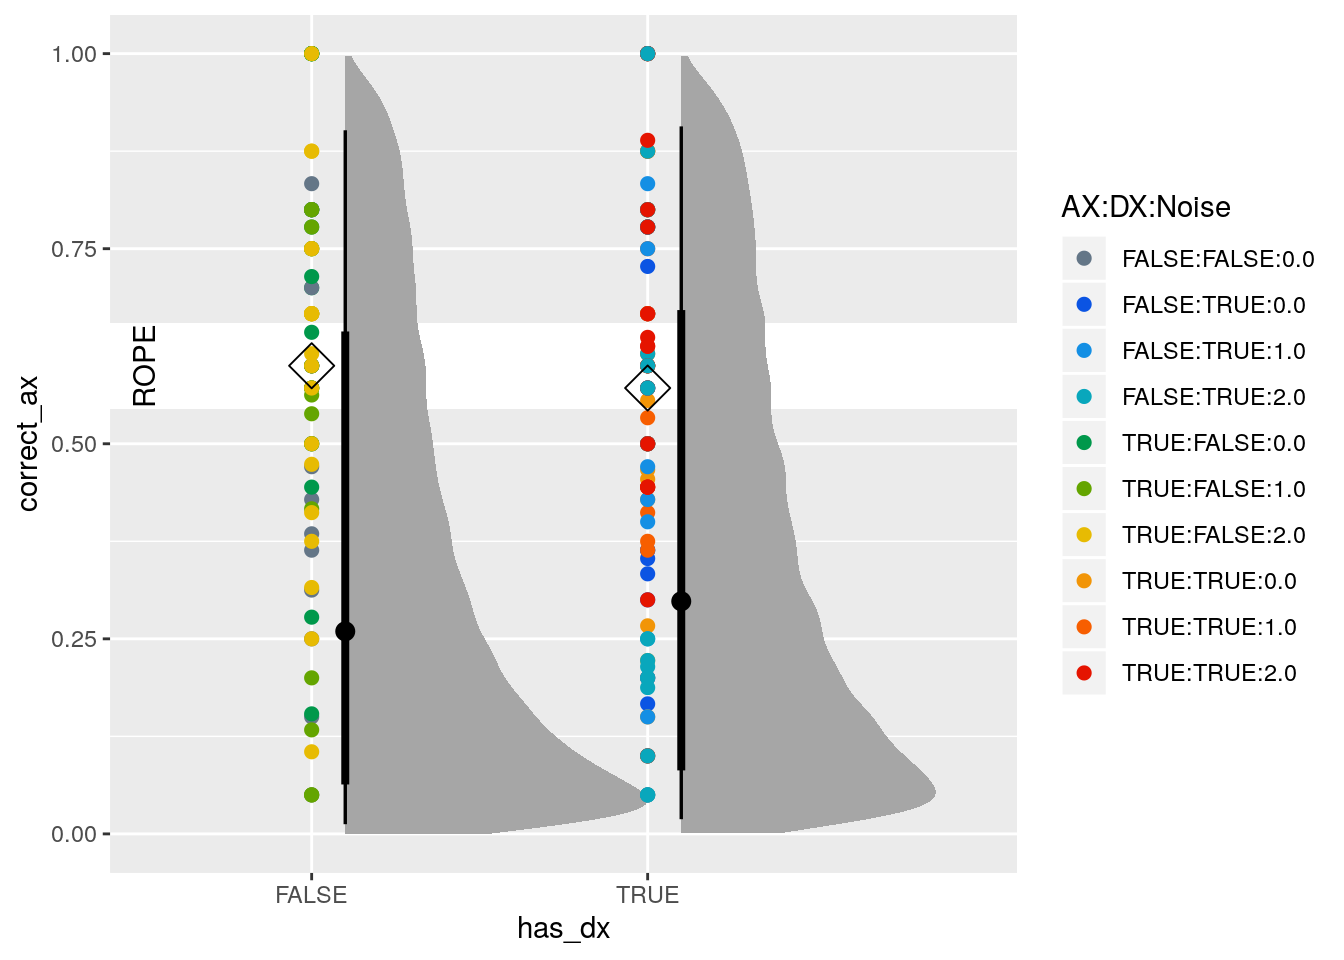 1.00
0.75
0.50
0.25
0.00
correct_ax
ROPE
FALSE
TRUE
has_dx
AX:DX:Noise
FALSE:FALSE:0.0
FALSE:TRUE:0.0
FALSE:TRUE:1.0
FALSE:TRUE:2.0
TRUE:FALSE:0.0
TRUE:FALSE:1.0
TRUE:FALSE:2.0
TRUE:TRUE:0.0
TRUE:TRUE:1.0
TRUE:TRUE:2.0